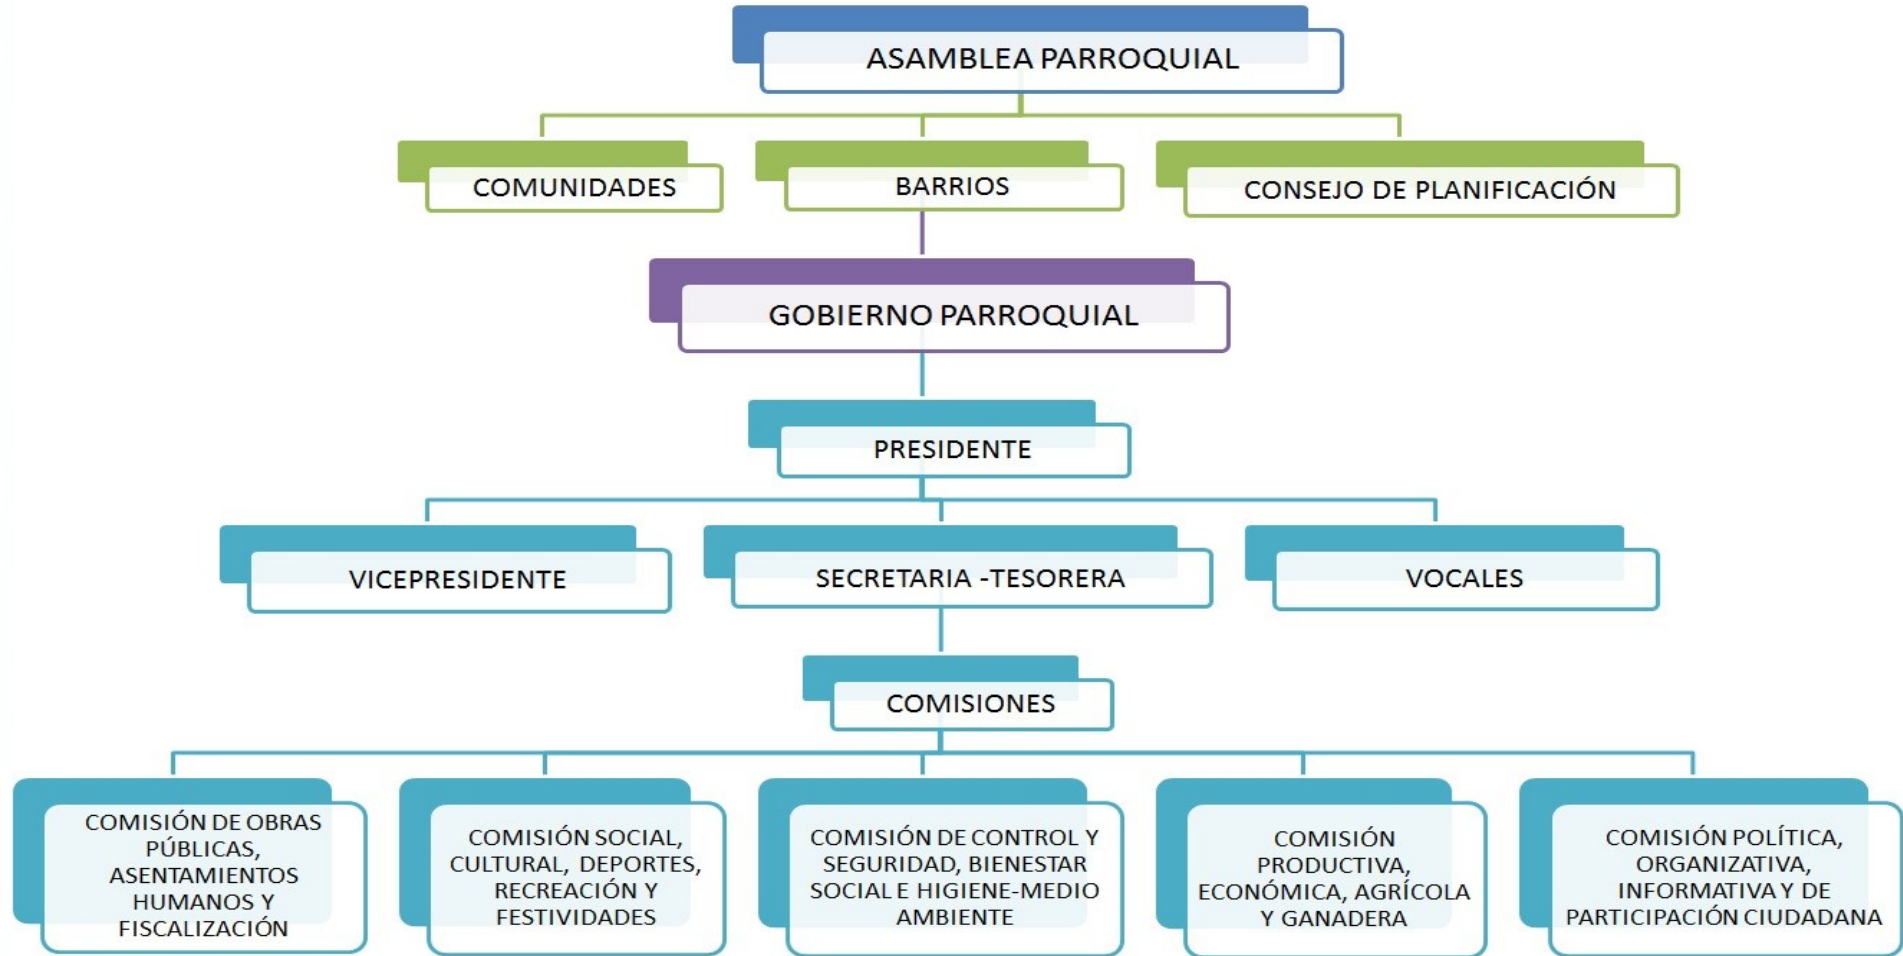 ASAMBLEA PARROQUIAL
COMUNIDADES
BARRIOS
CONSEJO DE PLANIFICACIÓN
GOBIERNO PARROQUIAL
PRESIDENTE
VICEPRESIDENTE
SECRETARIA -TESORERA
VOCALES
COMISIONES
COMISIÓN DE OBRAS
PÚBLICAS,
ASENTAMIENTOS
HUMANOS Y
FISCALIZACIÓN
COMISIÓN SOCIAL,
CULTURAL, DEPORTES,
RECREACIÓN Y
FESTIVIDADES
COMISIÓN DE CONTROL Y
SEGURIDAD, BIENESTAR
SOCIAL E HIGIENE-MEDIO
AMBIENTE
COMISIÓN
PRODUCTIVA,
ECONÓMICA, AGRÍCOLA
Y GANADERA
COMISIÓN POLÍTICA,
ORGANIZATIVA,
INFORMATIVA Y DE
PARTICIPACIÓN CIUDADANA